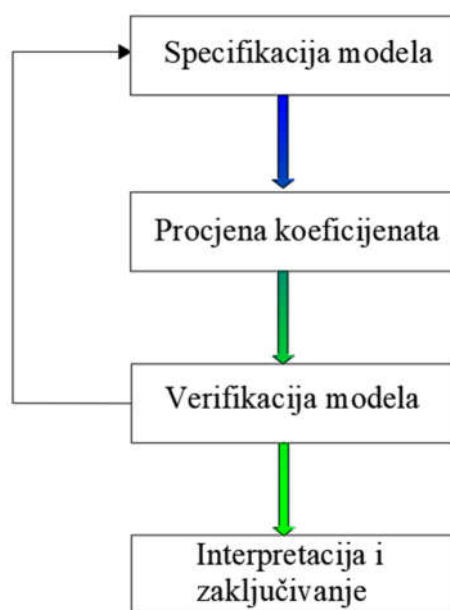 Specifikacija modela
Procjena koeficijenata
Verifikacija modela
Interpretacija i
zaključivanje